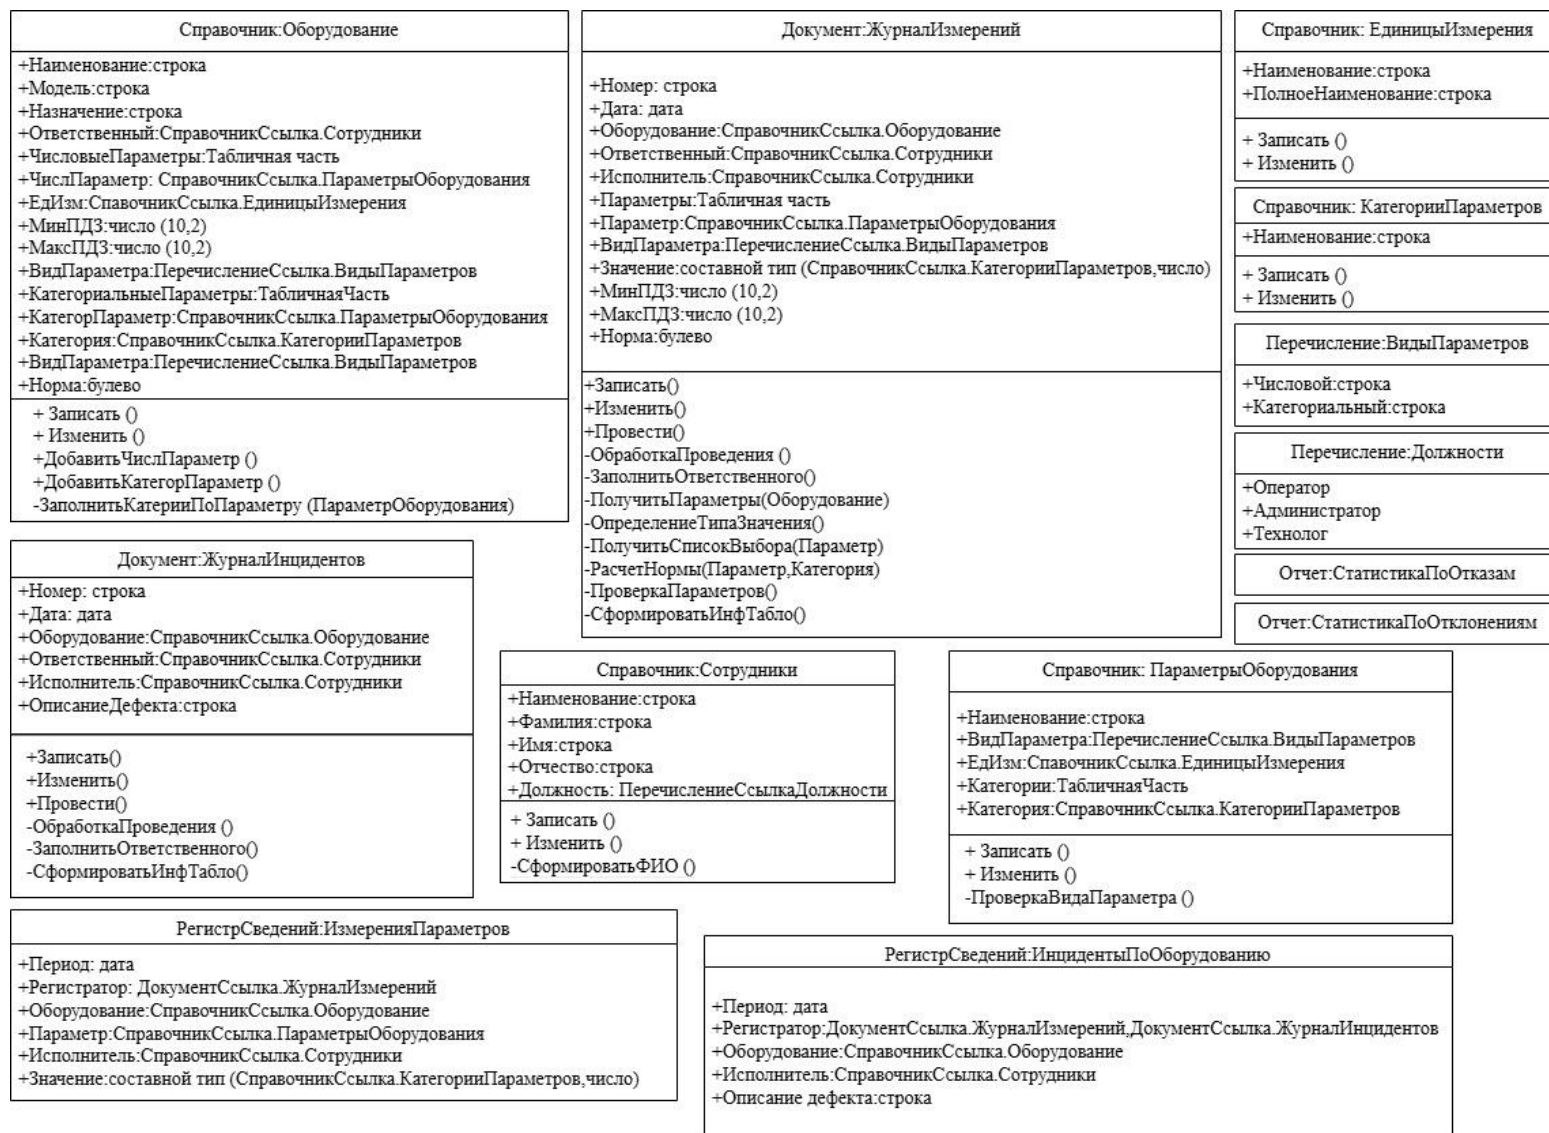 Справочник:Оборудование
+Наименование:строка
+Модель:строка
+Назначение:строка
+Ответственный:СправочникСсылка.Сотрудники
+ЧисловыеПараметры:Табличная часть
+ЧислПараметр: СправочникСсылка.ПараметрыОборудования
+ЕдИзм:СпавочникСсылка.ЕдиницыИзмерения
+МинПДЗ:число (10,2)
+МаксПДЗ:число (10,2)
+ВидПараметра:ПеречислениеСсылка.ВидыПараметров
+КатегориальныеПараметры:ТабличнаяЧасть
+КатегорПараметр:СправочникСсылка.ПараметрыОборудования
+Категория:СправочникСсылка.КатегорииПараметров
+ВидПараметра:ПеречислениеСсылка.ВидыПараметров
+Норма:булево
+ Записать ()
+ Изменить ()
+ДобавитьЧислПараметр ()
+ДобавитьКатегорПараметр ()
-ЗаполнитьКатерииПоПараметру (ПараметрОборудования)
Документ:ЖурналИзмерений
+Номер: строка
+Дата: дата
+Оборудование:СправочникСсылка.Оборудование
+Ответственный:СправочникСсылка.Сотрудники
+Исполнитель:СправочникСсылка.Сотрудники
+Параметры:Табличная часть
+Параметр:СправочникСсылка.ПараметрыОборудования
+ВидПараметра:ПеречислениеСсылка.ВидыПараметров
+Значение:составной тип (СправочникСсылка.КатегорииПараметров,число)
+МинПДЗ:число (10,2)
+МаксПДЗ:число (10,2)
+Норма:булево
+Записать()
+Изменить()
+Провести()
-ОбработкаПроведения ()
-ЗаполнитьОтветственного()
-ПолучитьПараметры(Оборудование)
-ОпределениеТипаЗначения()
-ПолучитьСписокВыбора(Параметр)
-РасчетНормы(Параметр,Категория)
-ПроверкаПараметров()
-СформироватьИнфТабло()
Справочник: ЕдиницыИзмерения
+Наименование:строка
+ПолноеНаименование:строка
+ Записать ()
+ Изменить ()
Справочник: КатегорииПараметров
+Наименование:строка
+ Записать ()
+ Изменить ()
Перечисление:ВидыПараметров
+Числовой:строка
+Категориальный:строка
Перечисление:Должности
+Оператор
+Администратор
+Технолог
Отчет:СтатистикаПоОтказам
Отчет:СтатистикаПоОтклонениям
Документ:ЖурналИнцидентов
+Номер: строка
+Дата: дата
+Оборудование:СправочникСсылка.Оборудование
+Ответственный:СправочникСсылка.Сотрудники
+Исполнитель:СправочникСсылка.Сотрудники
+ОписаниеДефекта:строка
+Записать()
+Изменить()
+Провести()
-ОбработкаПроведения ()
-ЗаполнитьОтветственного()
-СформироватьИнфТабло()
Справочник:Сотрудники
+Наименование:строка
+Фамилия:строка
+Имя:строка
+Отчество:строка
+Должность: ПеречислениеСсылкаДолжности
+ Записать ()
+ Изменить ()
-СформироватьФИО ()
Справочник: ПараметрыОборудования
+Наименование:строка
+ВидПараметра:ПеречислениеСсылка.ВидыПараметров
+ЕдИзм:СпавочникСсылка.ЕдиницыИзмерения
+Категории:ТабличнаяЧасть
+Категория:СправочникСсылка.КатегорииПараметров
+ Записать ()
+ Изменить ()
-ПроверкаВидаПараметра ()
РегистрСведений:ИзмеренияПараметров
+Период: дата
+Регистратор: ДокументСсылка.ЖурналИзмерений
+Оборудование:СправочникСсылка.Оборудование
+Параметр:СправочникСсылка.ПараметрыОборудования
+Исполнитель:СправочникСсылка.Сотрудники
+Значение:составной тип (СправочникСсылка.КатегорииПараметров,число)
РегистрСведений:ИнцидентыПоОборудованию
+Период: дата
+Регистратор:ДокументСсылка.ЖурналИзмерений,ДокументСсылка.ЖурналИнцидентов
+Оборудование:СправочникСсылка.Оборудование
+Исполнитель:СправочникСсылка.Сотрудники
+Описание дефекта:строка